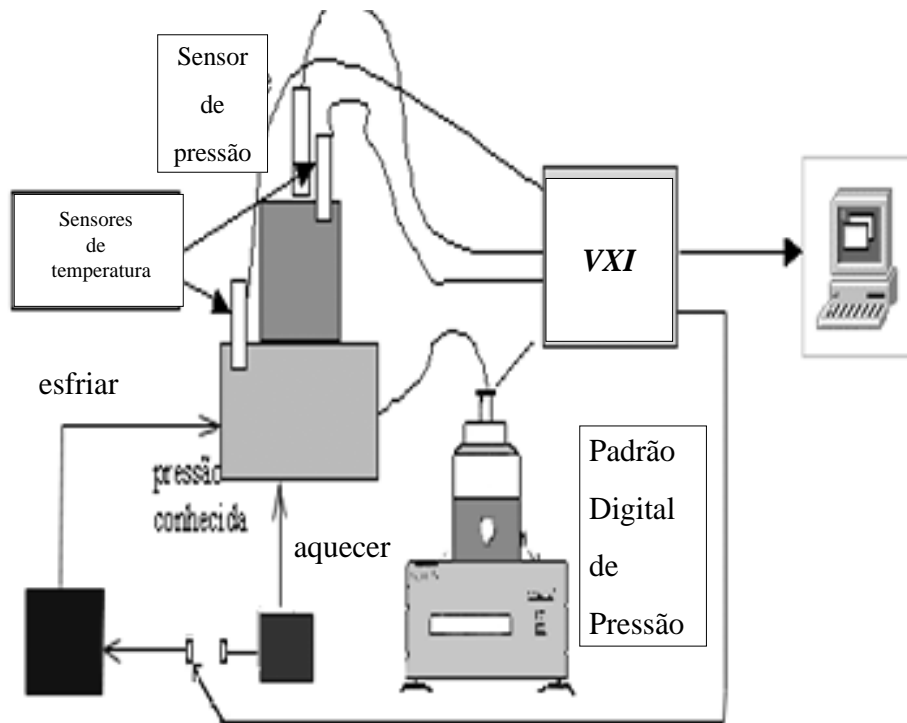 Sensor
de
pressão
Sensores
de
temperatura
VXI
esfriar
pressão
conhecida
aquecer
Padrão
Digital
de
Pressão